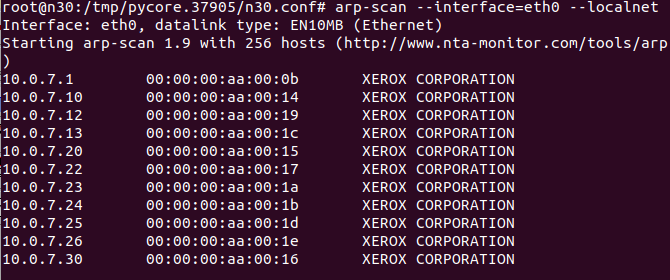 root@n30:/tmp/pycore.37905/n30.conf# arp-scan --interface=eth0 --localnet
Interface: eth0, datalink type: EN10MB (Ethernet)
Starting arp-scan 1.9 with 256 hosts (http://www.nta-monitor.com/tools/arp
)
10.0.7.1 00:00:00:aa:00:0b XEROX CORPORATION
10.0.7.10 00:00:00:aa:00:14 XEROX CORPORATION
10.0.7.12 00:00:00:aa:00:19 XEROX CORPORATION
10.0.7.13 00:00:00:aa:00:1c XEROX CORPORATION
10.0.7.20 00:00:00:aa:00:15 XEROX CORPORATION
10.0.7.22 00:00:00:aa:00:17 XEROX CORPORATION
10.0.7.23 00:00:00:aa:00:1a XEROX CORPORATION
10.0.7.24 00:00:00:aa:00:1b XEROX CORPORATION
10.0.7.25 00:00:00:aa:00:1d XEROX CORPORATION
10.0.7.26 00:00:00:aa:00:1e XEROX CORPORATION
10.0.7.30 00:00:00:aa:00:16 XEROX CORPORATION